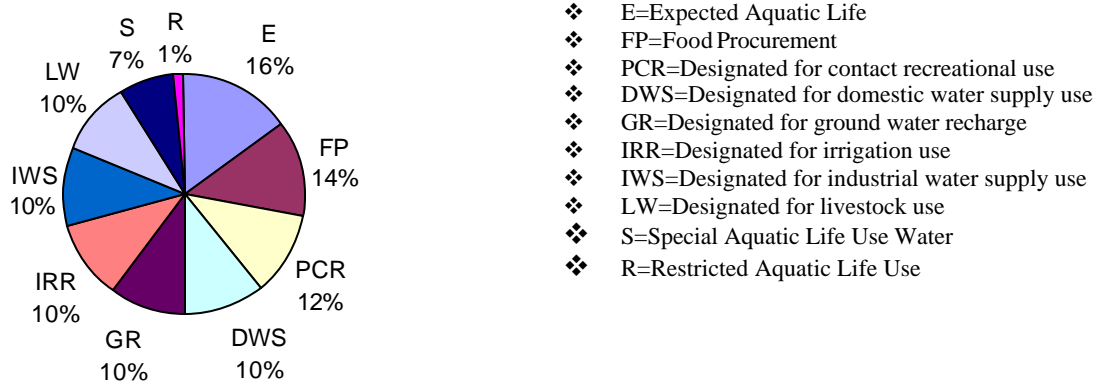 S
7%
R
1%
E
16%
LW
10%
FP
14%
IWS
10%
PCR
12%
IRR
10%
GR
10%
DWS
10%
❖ E=Expected Aquatic Life
❖ FP=Food Procurement
❖ PCR=Designated for contact recreational use
❖ DWS=Designated for domestic water supply use
❖ GR=Designated for ground water recharge
❖ IRR=Designated for irrigation use
❖ IWS=Designated for industrial water supply use
❖ LW=Designated for livestock use
❖ S=Special Aquatic Life Use Water
❖ R=Restricted Aquatic Life Use